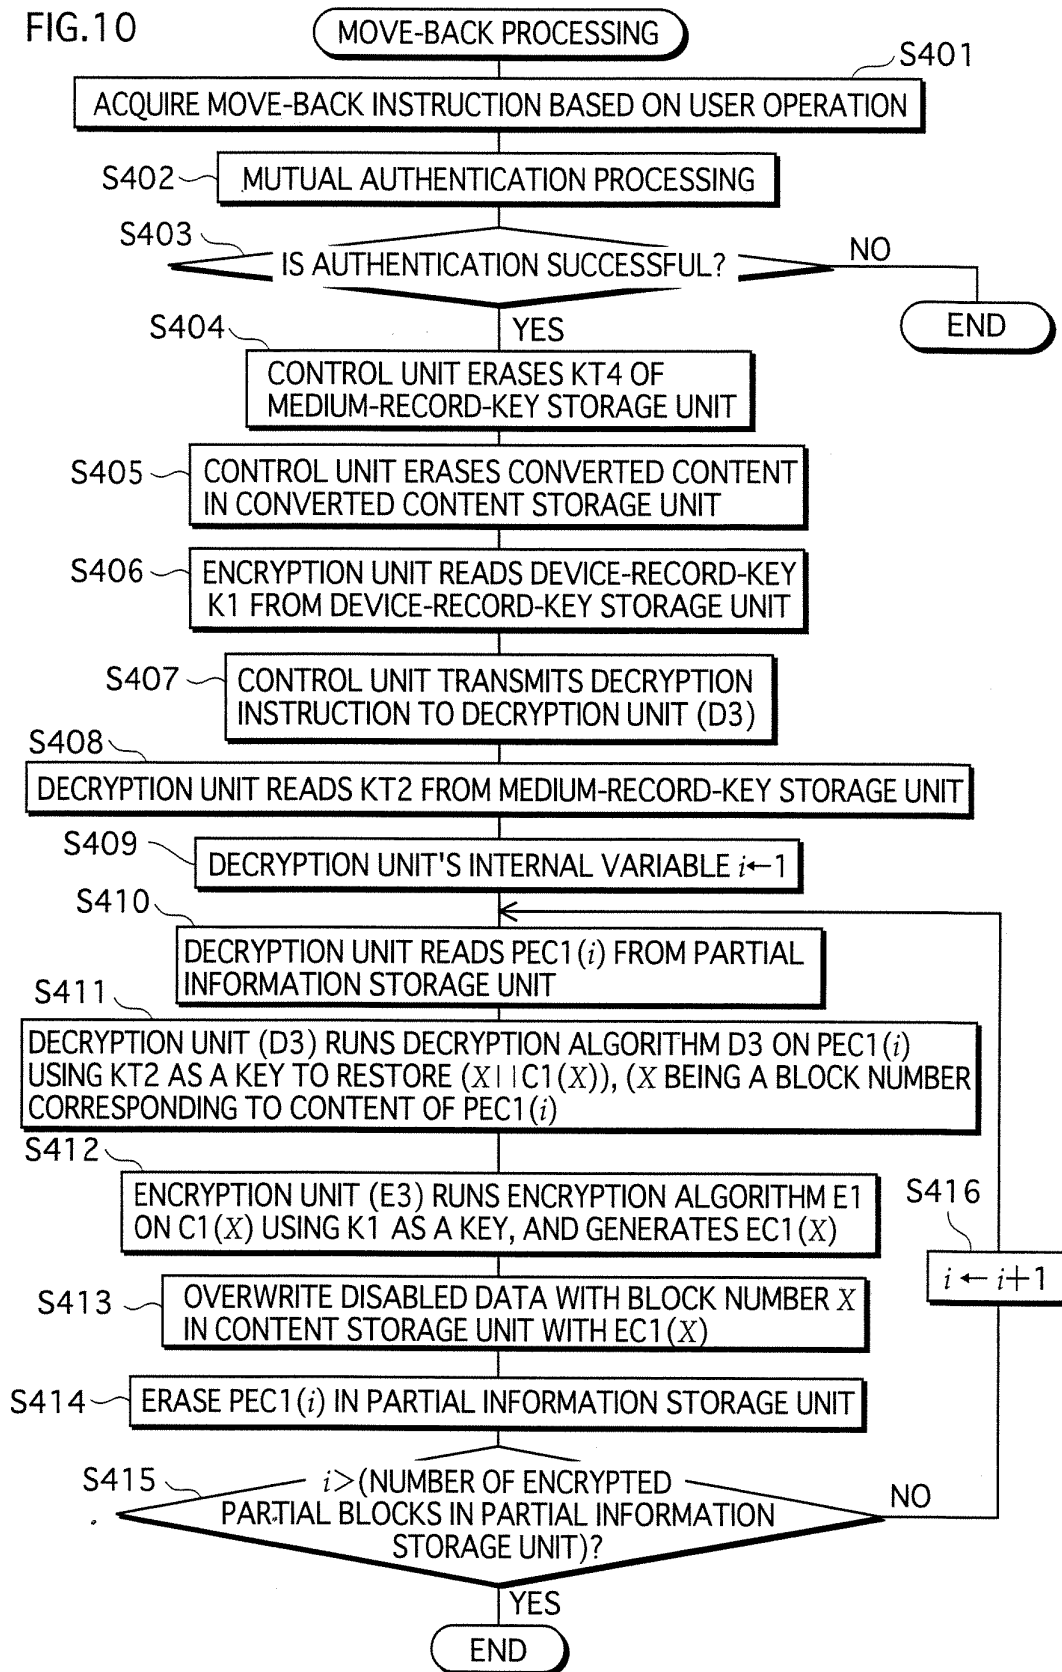 FIG.10
MOVE-BACK PROCESSING
S401
ACQUIRE MOVE-BACK INSTRUCTION BASED ON USER OPERATION
S402
MUTUAL AUTHENTICATION PROCESSING
S403
IS AUTHENTICATION SUCCESSFUL?
NO
END
YES
S404
CONTROL UNIT ERASES KT4 OF
MEDIUM-RECORD-KEY STORAGE UNIT
S405
CONTROL UNIT ERASES CONVERTED CONTENT
IN CONVERTED CONTENT STORAGE UNIT
S406
ENCRYPTION UNIT READS DEVICE-RECORD-KEY
K1 FROM DEVICE-RECORD-KEY STORAGE UNIT
S407
CONTROL UNIT TRANSMITS DECRYPTION
INSTRUCTION TO DECRYPTION UNIT (D3)
S408
DECRYPTION UNIT READS KT2 FROM MEDIUM-RECORD-KEY STORAGE UNIT
S409
DECRYPTION UNIT'S INTERNAL VARIABLE i←1
S410
DECRYPTION UNIT READS PEC1(i) FROM PARTIAL
INFORMATION STORAGE UNIT
S411
DECRYPTION UNIT (D3) RUNS DECRYPTION ALGORITHM D3 ON PEC1(i)
USING KT2 AS A KEY TO RESTORE (X||C1(X)), (X BEING A BLOCK NUMBER
CORRESPONDING TO CONTENT OF PEC1(i)
S412
ENCRYPTION UNIT (E3) RUNS ENCRYPTION ALGORITHM E1
ON C1(X) USING K1 AS A KEY, AND GENERATES EC1(X)
S416
i ← i+1
S413
OVERWRITE DISABLED DATA WITH BLOCK NUMBER X
IN CONTENT STORAGE UNIT WITH EC1(X)
S414
ERASE PEC1(i) IN PARTIAL INFORMATION STORAGE UNIT
S415
i>(NUMBER OF ENCRYPTED
PARTIAL BLOCKS IN PARTIAL INFORMATION
STORAGE UNIT)?
NO
YES
END